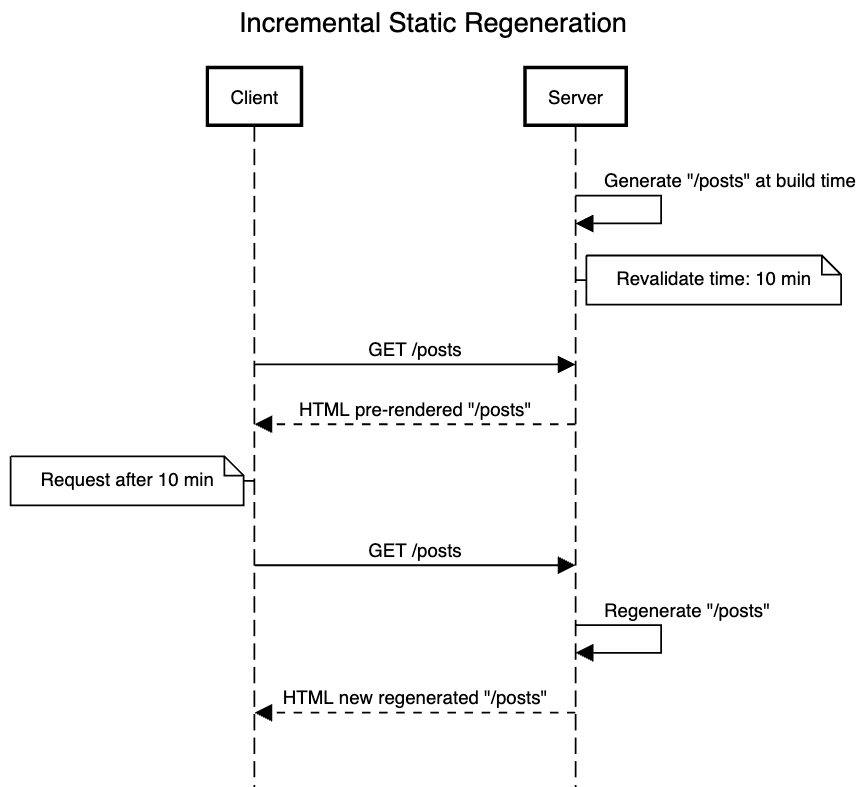 Incremental Static Regeneration
Client
Server
Generate "/posts" at build time
Revalidate time: 10 min
GET /posts
HTML pre-rendered "/posts"
Request after 10 min
GET /posts
Regenerate "/posts"
HTML new regenerated "/posts"